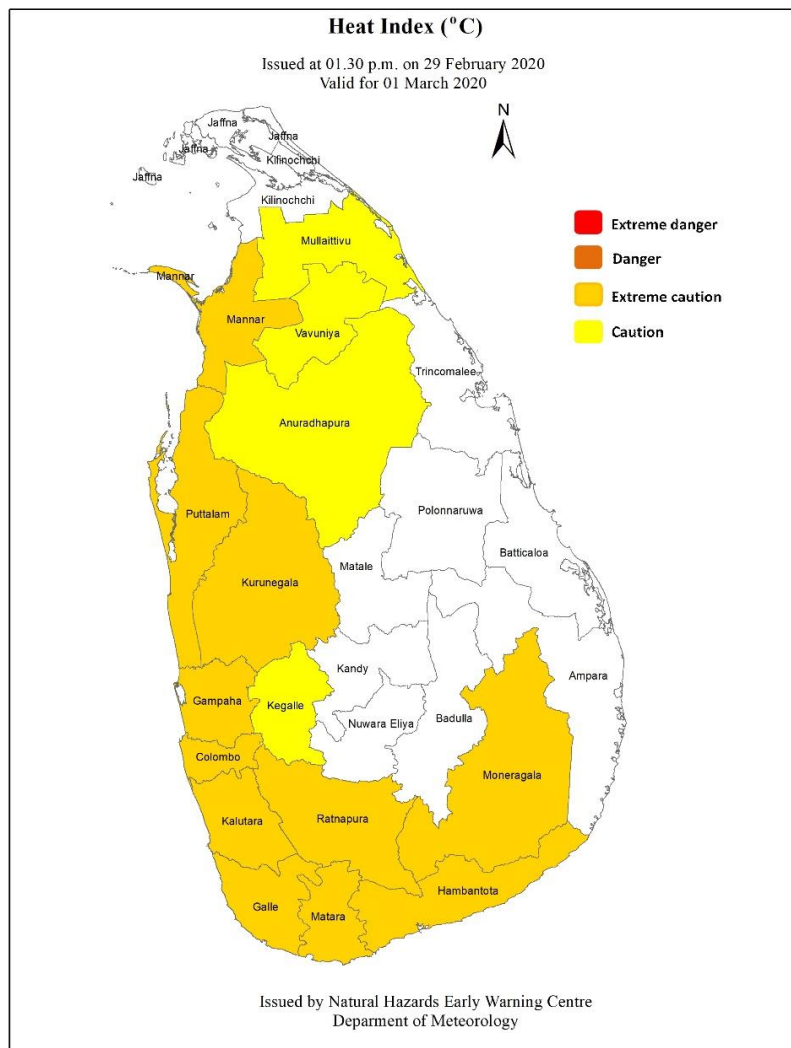 Heat Index (°C)
Issued at 01.30 p.m. on 29 February 2020
Valid for 01 March 2020
N
Jaffna
Jaffna
Jaffna
Kilinochchi
Jaffna
Kilinochchi
Extreme danger
Danger
Extreme caution
Caution
Mullaittivu
Mannar
Mannar
Vavuniya
Trincomalee
Anuradhapura
Polonnaruwa
Puttalam
Batticaloa
Matale
Kurunegala
Kandy
Ampara
Gampaha
Kegalle
Nuwara Eliya
Badulla
Colombo
Moneragala
Kalutara
Ratnapura
Hambantota
Galle
Matara
Issued by Natural Hazards Early Warning Centre
Deparment of Meteorology